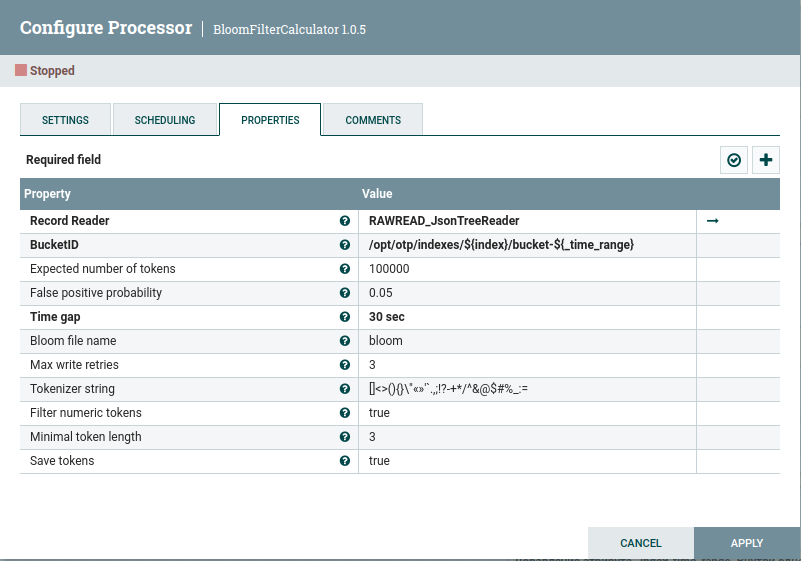 Configure Processor | BloomFilterCalculator 1.0.5
Stopped
SETTINGS SCHEDULING PROPERTIES COMMENTS
Required field
Property Value
Record Reader RAWREAD_JsonTreeReader
BucketID /opt/otp/indexes/${index}/bucket-${_time_range}
Expected number of tokens 100000
False positive probability 0.05
Time gap 30 sec
Bloom file name bloom
Max write retries 3
Tokenizer string []<>(){}\"«»'`.,;!?-+*/^&@$#%_:=
Filter numeric tokens true
Minimal token length 3
Save tokens true
CANCEL APPLY